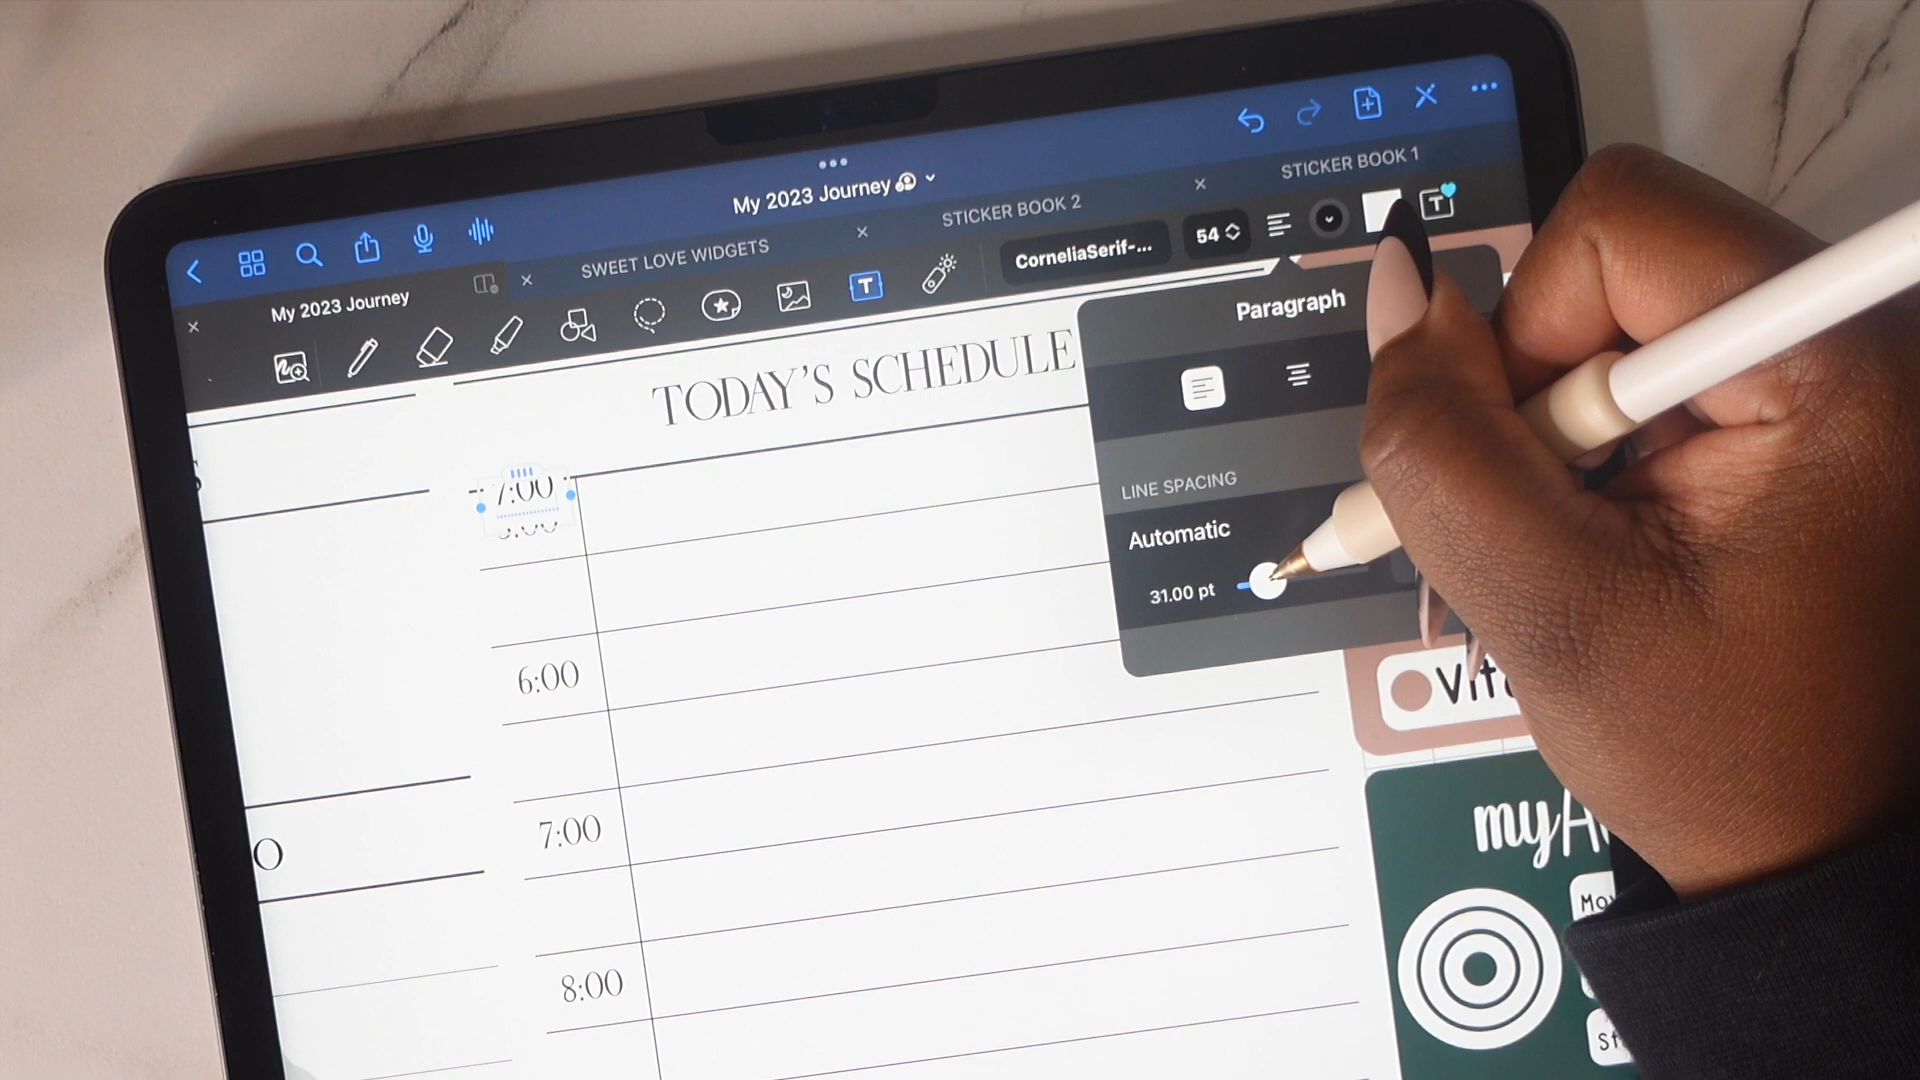 My 2023 Journey
My 2023 Journey
SWEET LOVE WIDGETS
STICKER BOOK 2
STICKER BOOK 1
CorneliaSerif-...
54
TODAY'S SCHEDULE
Paragraph
LINE SPACING
Automatic
31.00 pt
7:00
6:00
7:00
8:00
O
my